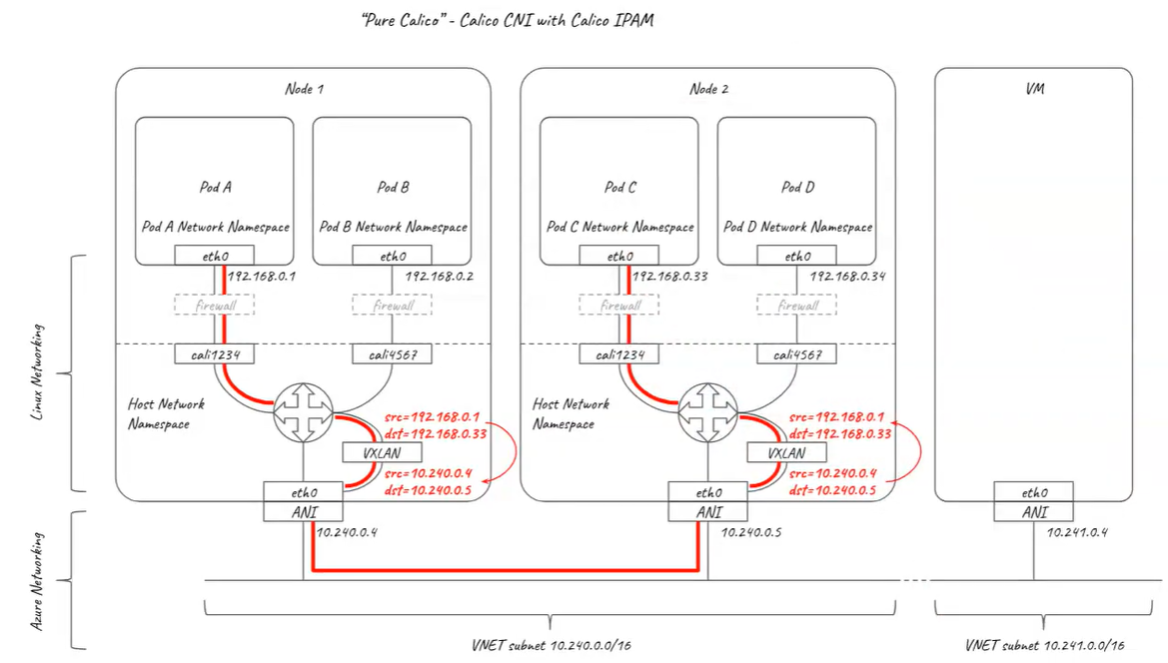 "Pure Calico" - Calico CNI with Calico IPAM
Node 1
Node 2
VM
Pod A
Pod B
Pod C
Pod D
Pod A Network Namespace
Pod B Network Namespace
Pod C Network Namespace
Pod D Network Namespace
eth0
eth0
eth0
eth0
192.168.0.1
192.168.0.2
192.168.0.33
192.168.0.34
firewall
firewall
firewall
firewall
cali1234
cali4567
cali1234
cali4567
Linux Networking
Host Network
Namespace
src=192.168.0.1
dst=192.168.0.33
VXLAN
src=10.240.0.4
dst=10.240.0.5
Host Network
Namespace
src=192.168.0.1
dst=192.168.0.33
VXLAN
src=10.240.0.4
dst=10.240.0.5
eth0
ANI
10.240.0.4
eth0
ANI
10.240.0.5
eth0
ANI
10.241.0.4
Azure Networking
VNET subnet 10.240.0.0/16
VNET subnet 10.241.0.0/16